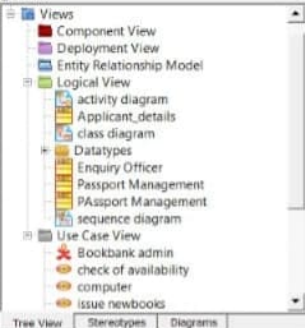 Views
Component View
Deployment View
Entity Relationship Model
Logical View
activity diagram
Applicant_details
class diagram
Datatypes
Enquiry Officer
Passport Management
PAssport Management
sequence diagram
Use Case View
Bookbank admin
check of availability
computer
issue newbooks
Tree View Stereotypes Diagrams